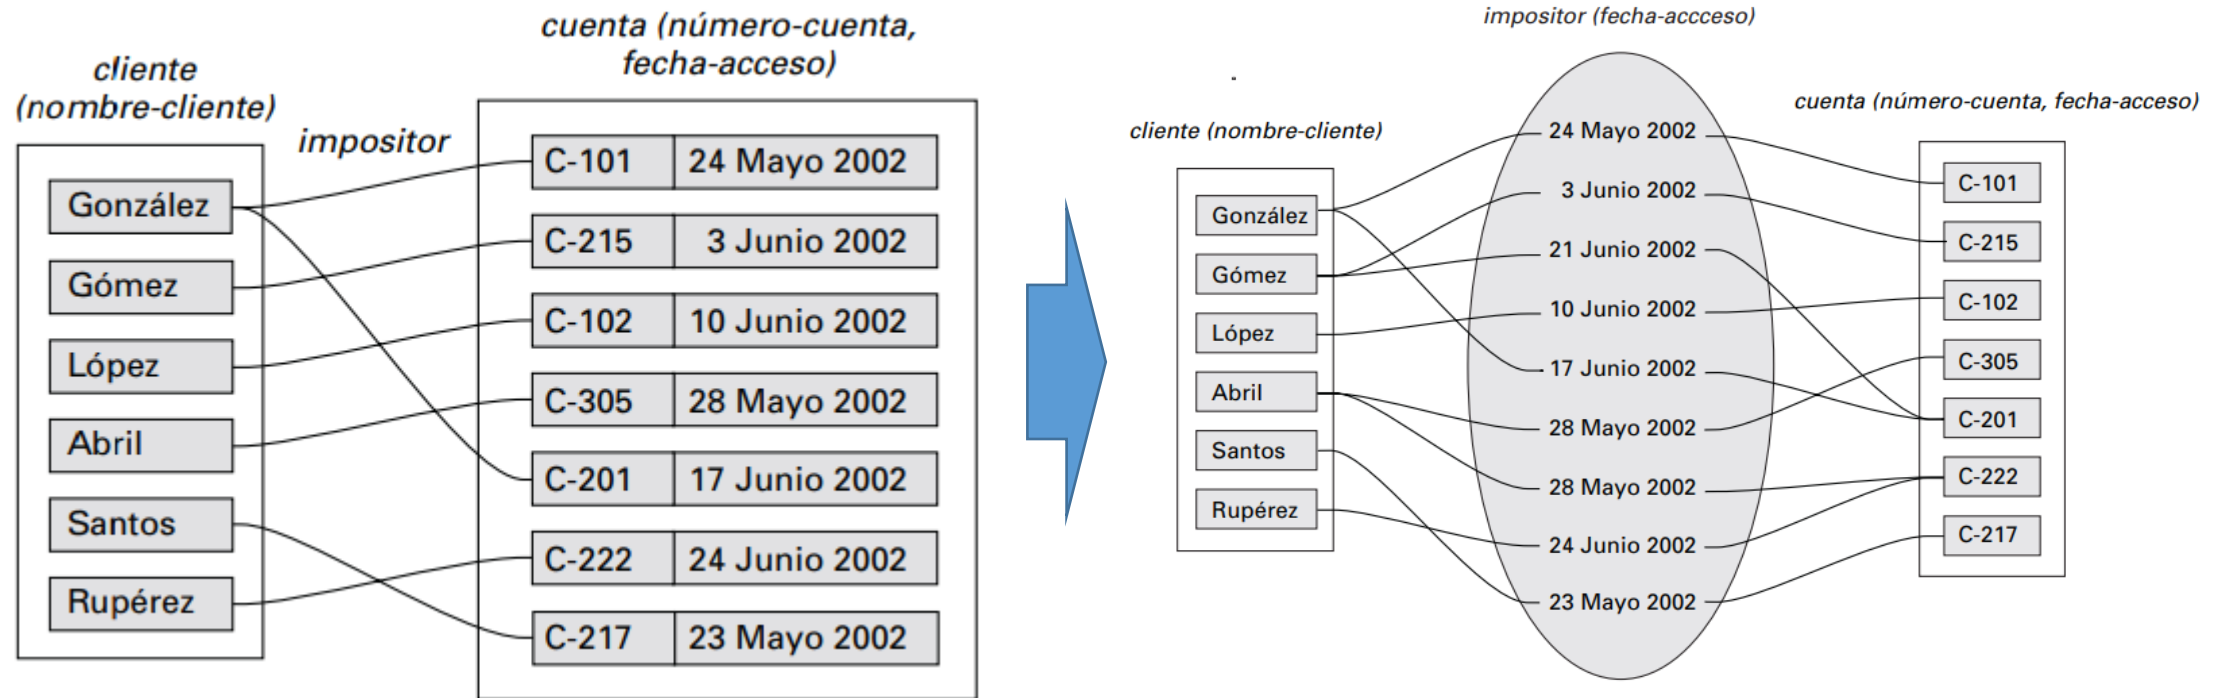 cliente
(nombre-cliente)
impositor
cuenta (número-cuenta,
fecha-acceso)
González
Gómez
López
Abril
Santos
Rupérez
C-101 24 Mayo 2002
C-215 3 Junio 2002
C-102 10 Junio 2002
C-305 28 Mayo 2002
C-201 17 Junio 2002
C-222 24 Junio 2002
C-217 23 Mayo 2002
impositor (fecha-accceso)
cliente (nombre-cliente)
cuenta (número-cuenta, fecha-acceso)
González
Gómez
López
Abril
Santos
Rupérez
24 Mayo 2002
3 Junio 2002
21 Junio 2002
10 Junio 2002
17 Junio 2002
28 Mayo 2002
28 Mayo 2002
24 Junio 2002
23 Mayo 2002
C-101
C-215
C-102
C-305
C-201
C-222
C-217